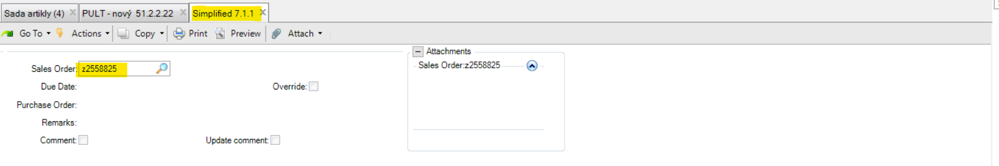 Sada artikly (4) PULT - nový 51.2.2.22 Simplified 7.1.1
Go To Actions Copy Print Preview Attach
Attachments
Sales Order: z2558825
Sales Order:z2558825
Due Date:
Override:
Purchase Order:
Remarks:
Comment:
Update comment: